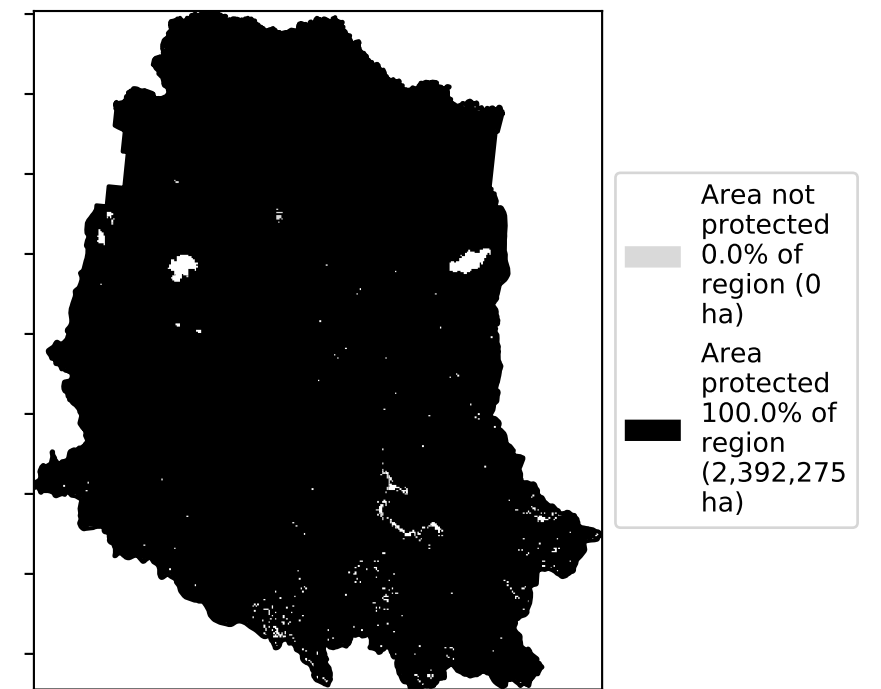 Area not
protected
0.0% of
region (0
ha)
Area
protected
100.0% of
region
(2,392,275
ha)